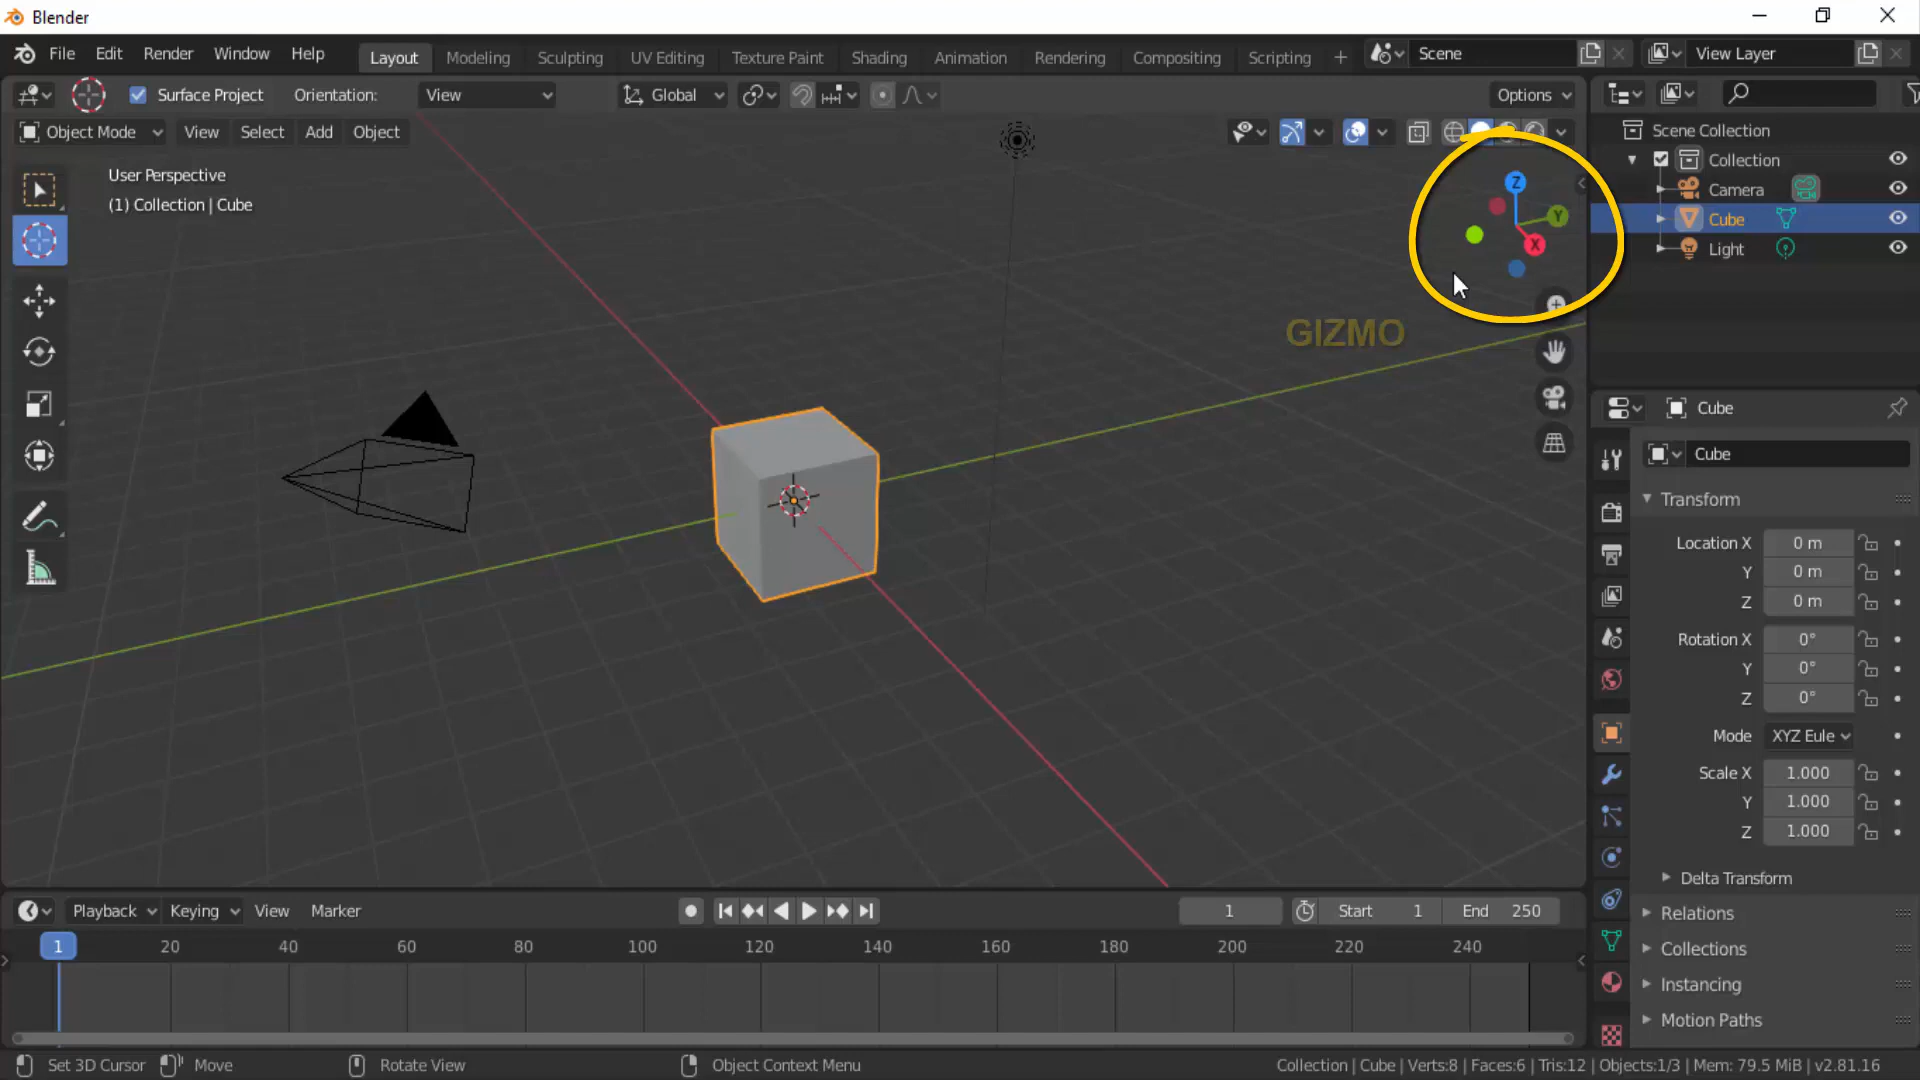 Blender
File Edit Render Window Help Layout Modeling Sculpting UV Editing Texture Paint Shading Animation Rendering Compositing Scripting + Scene View Layer
Surface Project Orientation: View Global Options
Object Mode View Select Add Object
User Perspective
(1) Collection | Cube
Z
Y
X
GIZMO
Scene Collection
Collection
Camera
Cube
Light
Cube
Cube
Transform
Location X 0 m
Y 0 m
Z 0 m
Rotation X 0°
Y 0°
Z 0°
Mode XYZ Eule
Scale X 1.000
Y 1.000
Z 1.000
Delta Transform
Relations
Collections
Instancing
Motion Paths
Playback Keying View Marker 1 Start 1 End 250
1 20 40 60 80 100 120 140 160 180 200 220 240
Set 3D Cursor Move Rotate View Object Context Menu Collection | Cube | Verts:8 | Faces:6 | Tris:12 | Objects:1/3 | Mem: 79.5 MiB | v2.81.16